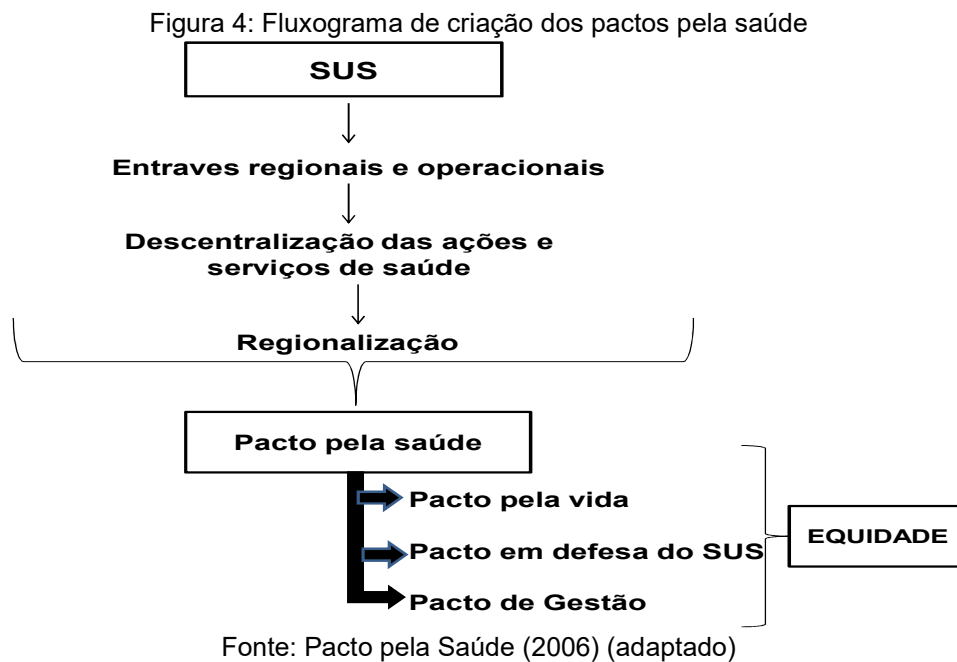 Figura 4: Fluxograma de criação dos pactos pela saúde
SUS
Entraves regionais e operacionais
Descentralização das ações e
serviços de saúde
Regionalização
Pacto pela saúde
Pacto pela vida
Pacto em defesa do SUS
EQUIDADE
Pacto de Gestão
Fonte: Pacto pela Saúde (2006) (adaptado)